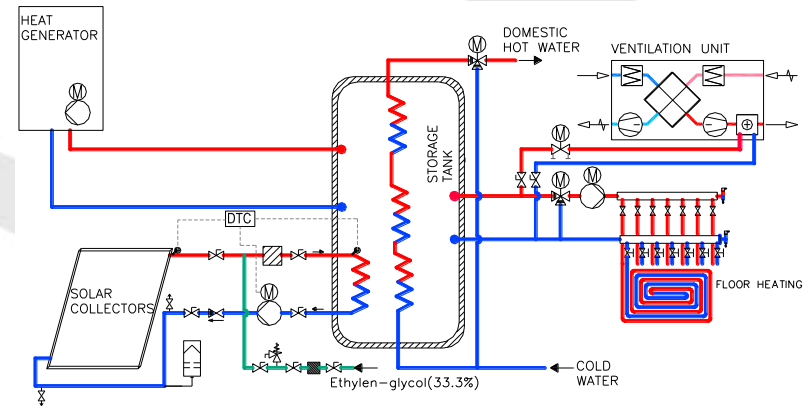 HEAT
GENERATOR
M
M
DOMESTIC
HOT WATER
VENTILATION UNIT
STORAGE
TANK
M
M
DTC
M
SOLAR
COLLECTORS
FLOOR HEATING
Ethylen-glycol(33.3%)
COLD
WATER